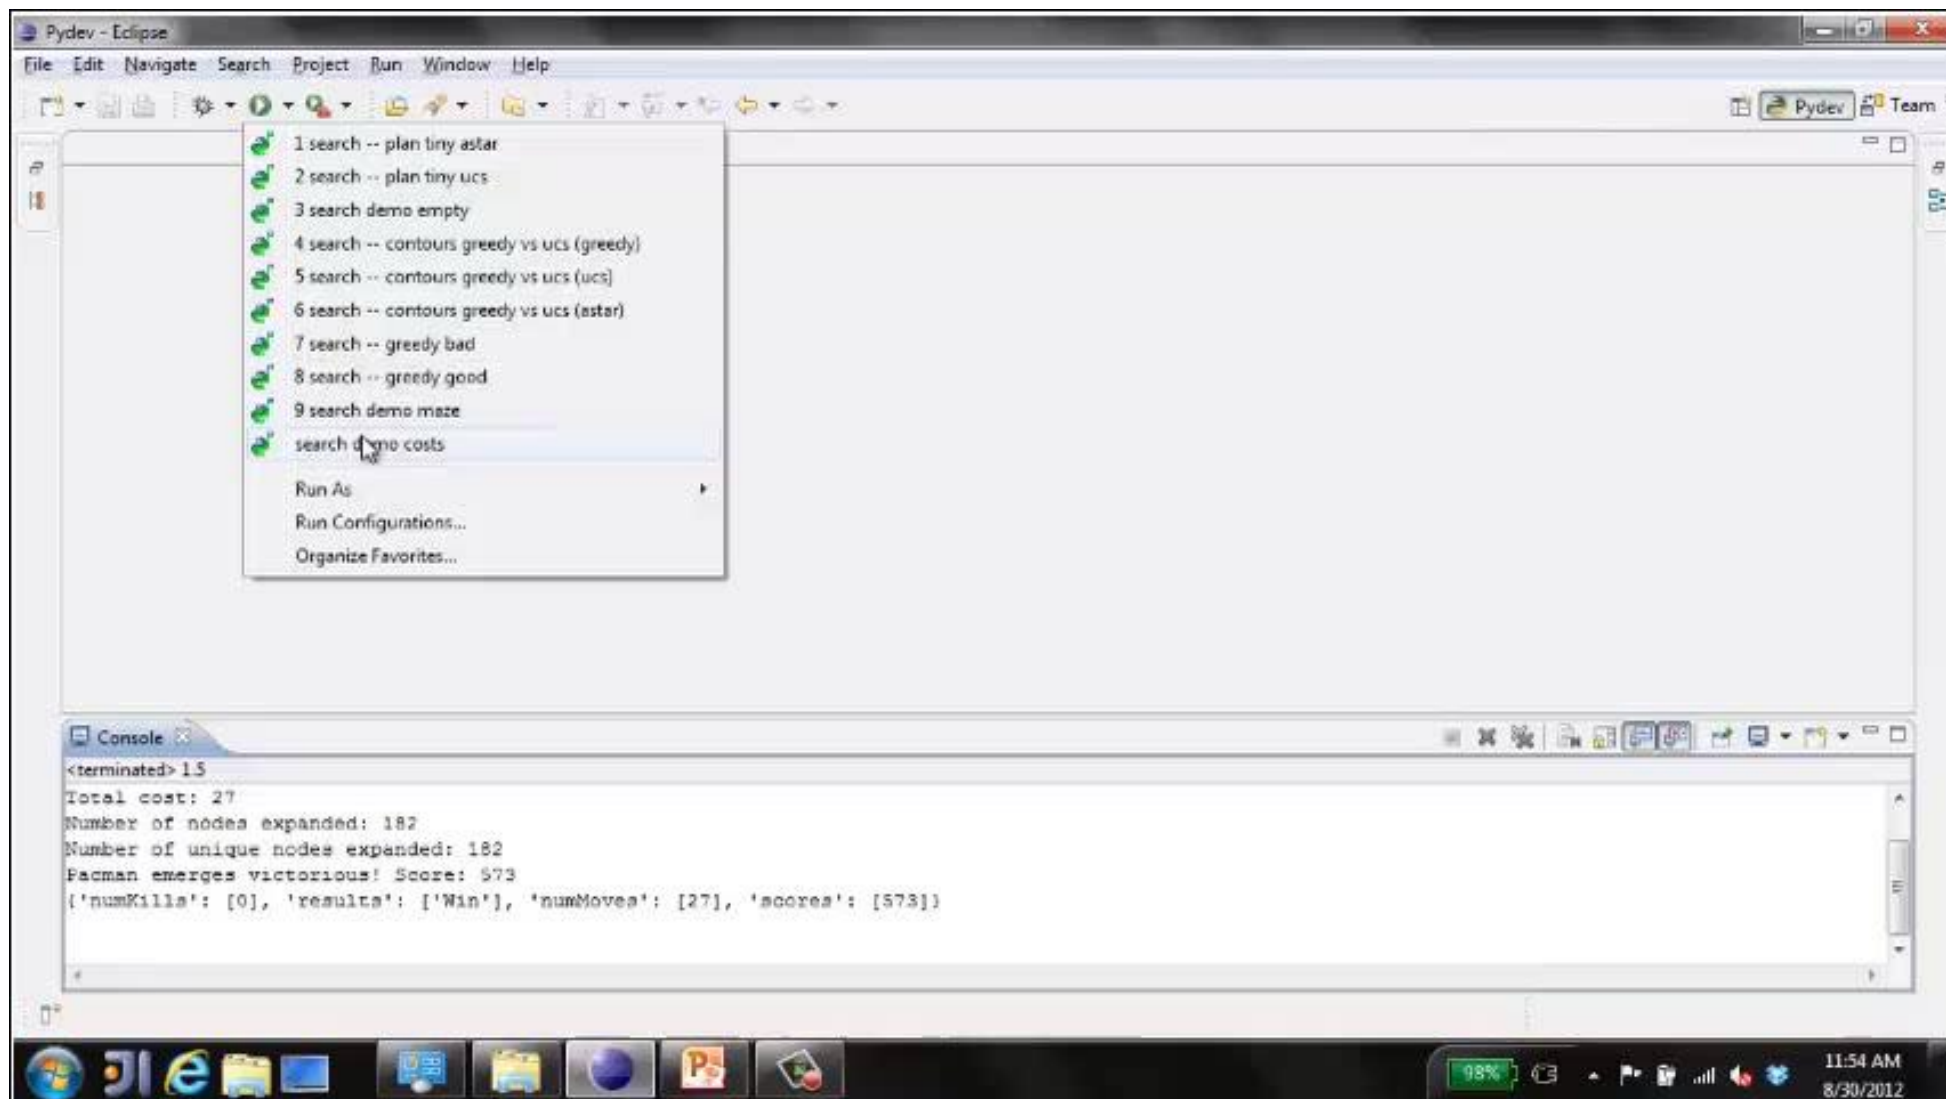 Pydev - Eclipse
File Edit Navigate Search Project Run Window Help
Pydev Team
1 search -- plan tiny astar
2 search -- plan tiny ucs
3 search demo empty
4 search -- contours greedy vs ucs (greedy)
5 search -- contours greedy vs ucs (ucs)
6 search -- contours greedy vs ucs (astar)
7 search -- greedy bad
8 search -- greedy good
9 search demo maze
search demo costs
Run As
Run Configurations...
Organize Favorites...
Console
<terminated> 1.5
Total cost: 27
Number of nodes expanded: 182
Number of unique nodes expanded: 182
Pacman emerges victorious! Score: 573
{'numKills': [0], 'results': ['Win'], 'numMoves': [27], 'scores': [573]}
98%
11:54 AM
8/30/2012